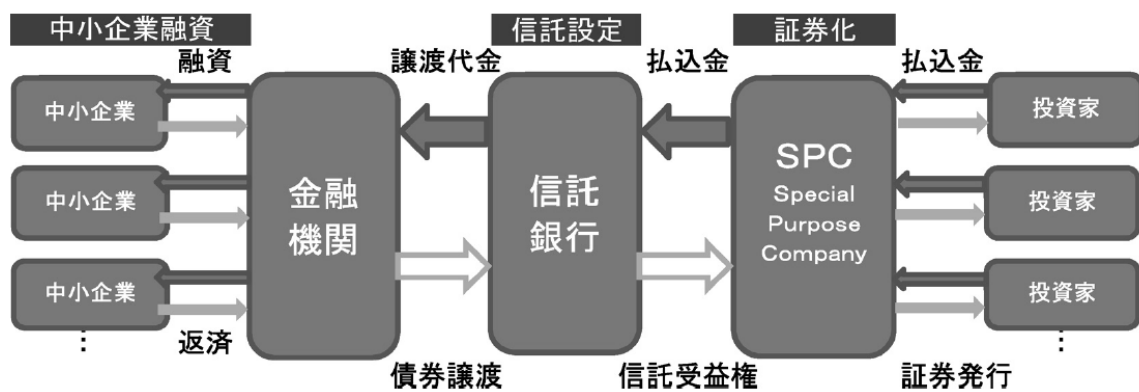 中小企業融資
信託設定
証券化
融資
譲渡代金
払込金
払込金
中小企業
中小企業
中小企業
⋮
返済
金融
機関
債券譲渡
信託
銀行
信託受益権
SPC
Special
Purpose
Company
証券発行
投資家
投資家
投資家
⋮